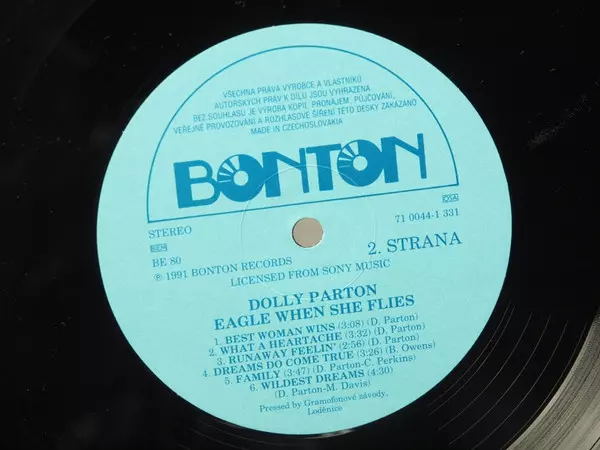 VŠECHNA PRÁVA VÝROBCE A VLASTNÍKŮ
AUTORSKÝCH PRÁV K DÍLU JSOU VYHRAZENA.
BEZ SOUHLASU JE VÝROBA KOPIÍ, PRONÁJEM, PŮJČOVÁNÍ,
VEŘEJNÉ PROVOZOVÁNÍ A ROZHLASOVÉ ŠÍŘENÍ TÉTO DESKY ZAKÁZÁNO
MADE IN CZECHOSLOVAKIA
BONTON
STEREO
OSA
71 0044-1 331
BE 80
2. STRANA
℗ 1991 BONTON RECORDS
LICENSED FROM SONY MUSIC
DOLLY PARTON
EAGLE WHEN SHE FLIES
1. BEST WOMAN WINS (3:08) (D. Parton)
2. WHAT A HEARTACHE (3:32) (D. Parton)
3. RUNAWAY FEELIN' (2:56) (D. Parton)
4. DREAMS DO COME TRUE (3:26) (B. Owens)
5. FAMILY (3:47) (D. Parton-C. Perkins)
6. WILDEST DREAMS (4:30)
(D. Parton-M. Davis)
Pressed by Gramofonové závody,
Loděnice